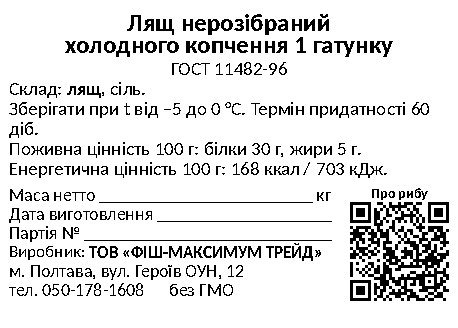 Лящ нерозібраний
холодного копчення 1 гатунку
ГОСТ 11482-96
Склад: лящ, сіль.
Зберігати при t від –5 до 0 °С. Термін придатності 60
діб.
Поживна цінність 100 г: білки 30 г, жири 5 г.
Енергетична цінність 100 г: 168 ккал / 703 кДж.
Маса нетто ______________________ кг
Про рибу
Дата виготовлення __________________
Партія № __________________________
Виробник: ТОВ «ФІШ-МАКСИМУМ ТРЕЙД»
м. Полтава, вул. Героїв ОУН, 12
тел. 050-178-1608 без ГМО